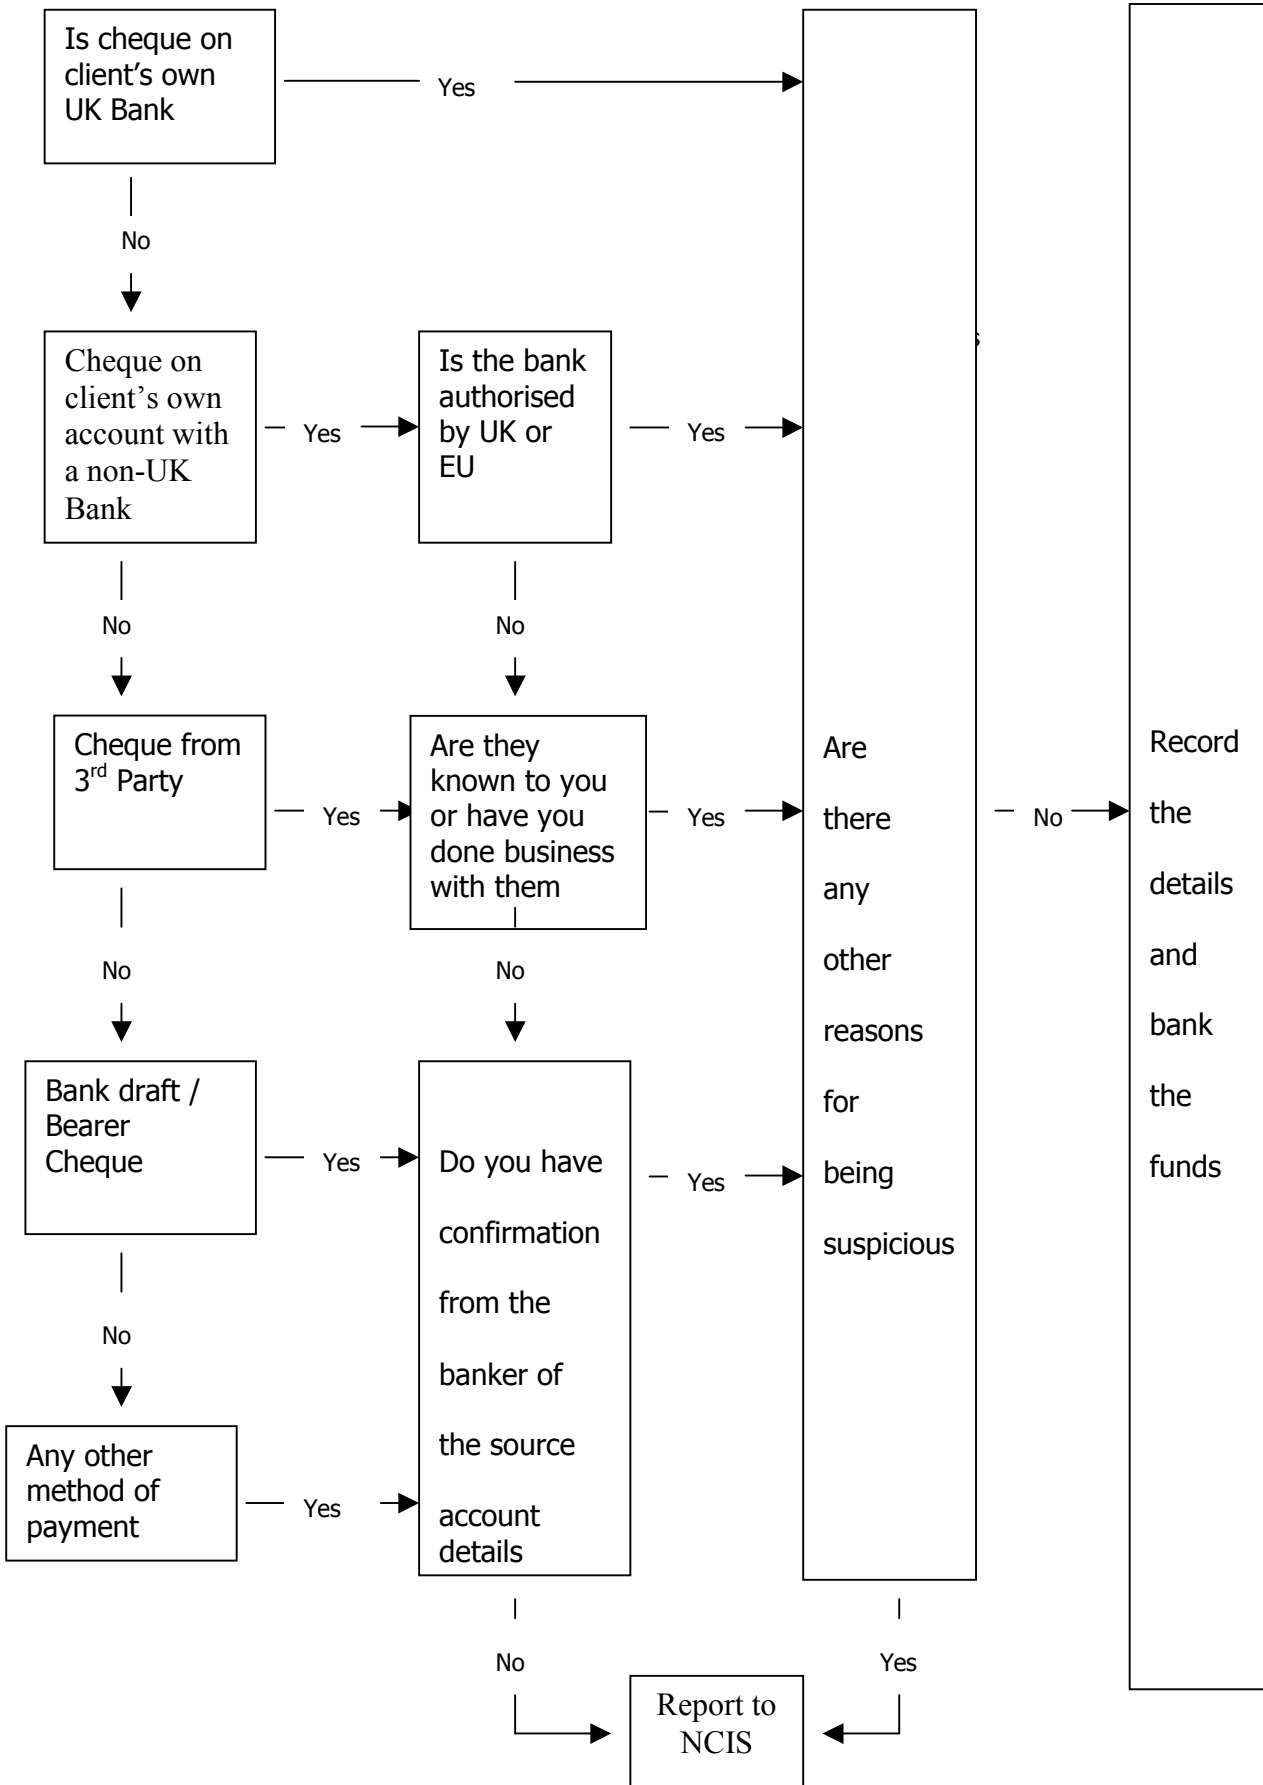 Is cheque on
client's own
UK Bank
Yes
No
Cheque on
client's own
account with
a non-UK
Bank
Yes
Is the bank
authorised
by UK or
EU
Yes
s
No
No
Cheque from
3rd Party
Yes
Are they
known to you
or have you
done business
with them
Yes
No
No
Bank draft /
Bearer
Cheque
Yes
Do you have
confirmation
from the
banker of
the source
account
details
Yes
No
Any other
method of
payment
Yes
Are
there
any
other
reasons
for
being
suspicious
No
Record
the
details
and
bank
the
funds
No
Yes
Report to
NCIS